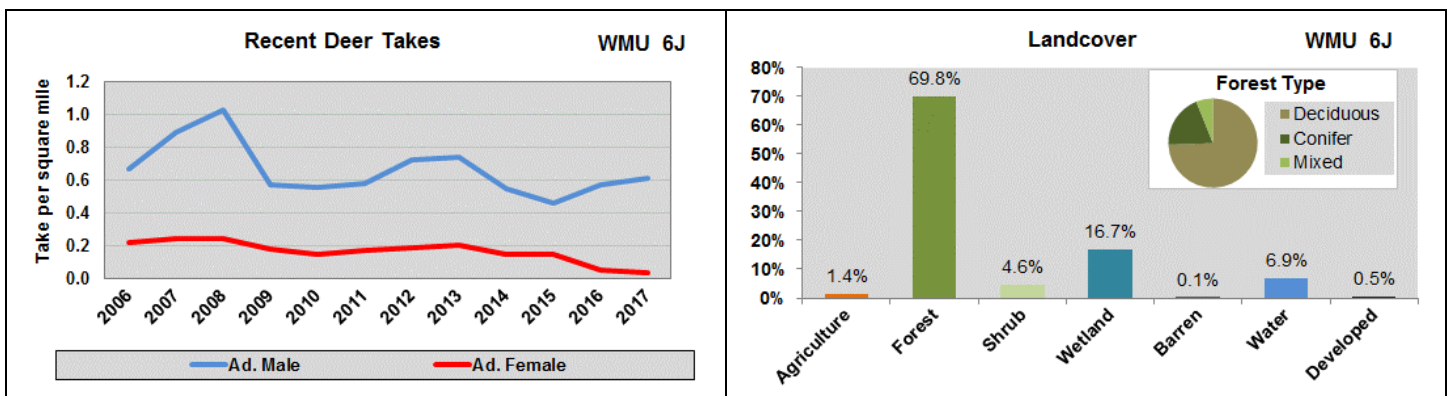 Recent Deer Takes
WMU 6J
Take per square mile
1.2
1.0
0.8
0.6
0.4
0.2
0.0
2006
2007
2008
2009
2010
2011
2012
2013
2014
2015
2016
2017
Ad. Male
Ad. Female
Landcover
WMU 6J
80%
70%
60%
50%
40%
30%
20%
10%
0%
1.4%
69.8%
4.6%
16.7%
0.1%
6.9%
0.5%
Agriculture
Forest
Shrub
Wetland
Barren
Water
Developed
Forest Type
Deciduous
Conifer
Mixed